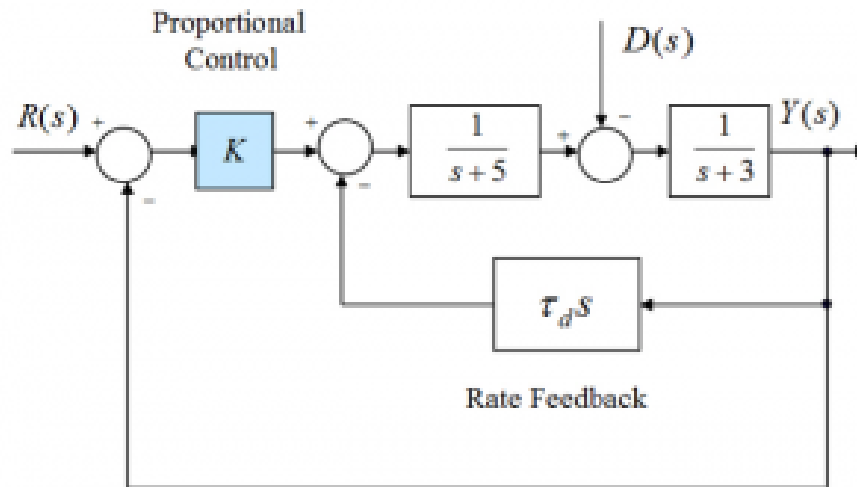 Proportional
Control
R(s)
+
−
K
+
−
1
s + 5
+
D(s)
−
1
s + 3
Y(s)
τ_d s
Rate Feedback